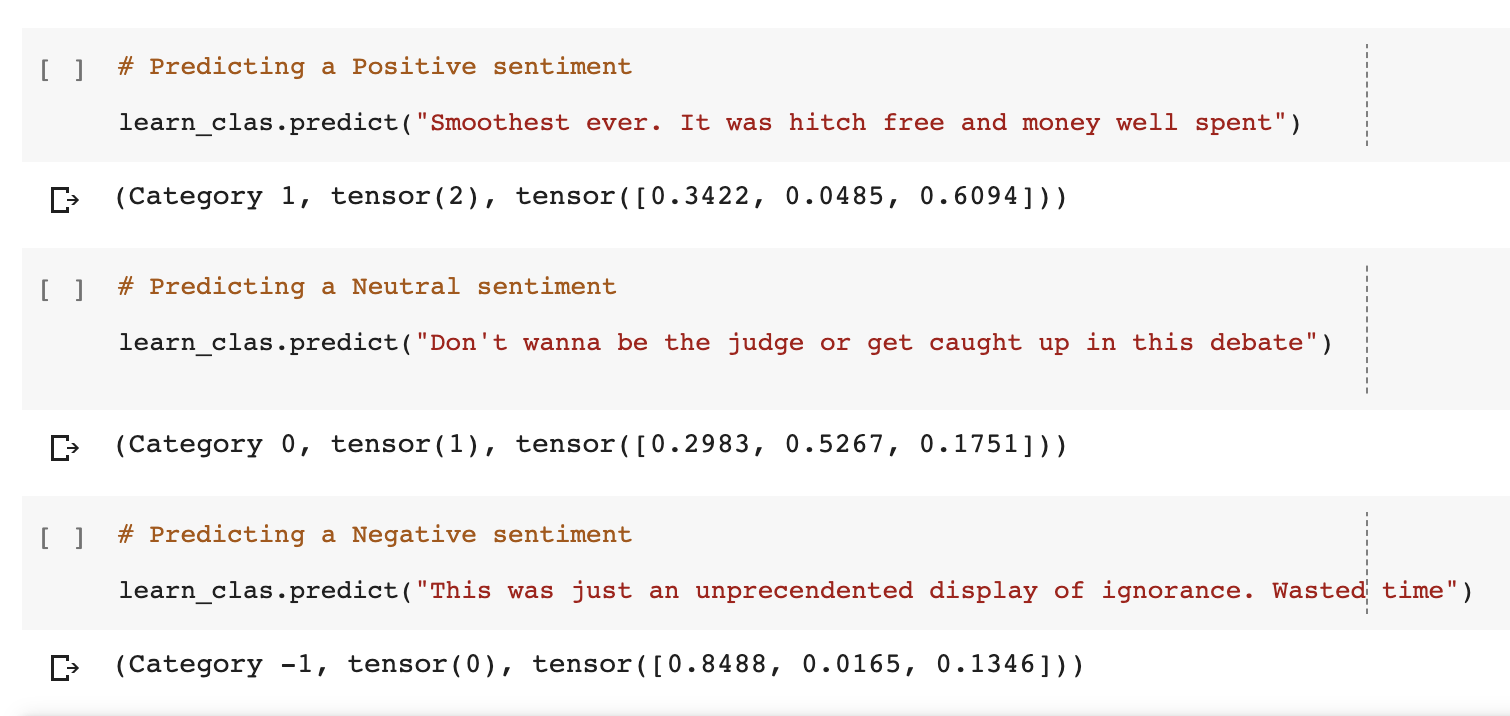 [ ] # Predicting a Positive sentiment
learn_clas.predict("Smoothest ever. It was hitch free and money well spent")
(Category 1, tensor(2), tensor([0.3422, 0.0485, 0.6094]))
[ ] # Predicting a Neutral sentiment
learn_clas.predict("Don't wanna be the judge or get caught up in this debate")
(Category 0, tensor(1), tensor([0.2983, 0.5267, 0.1751]))
[ ] # Predicting a Negative sentiment
learn_clas.predict("This was just an unprecendented display of ignorance. Wasted time")
(Category -1, tensor(0), tensor([0.8488, 0.0165, 0.1346]))